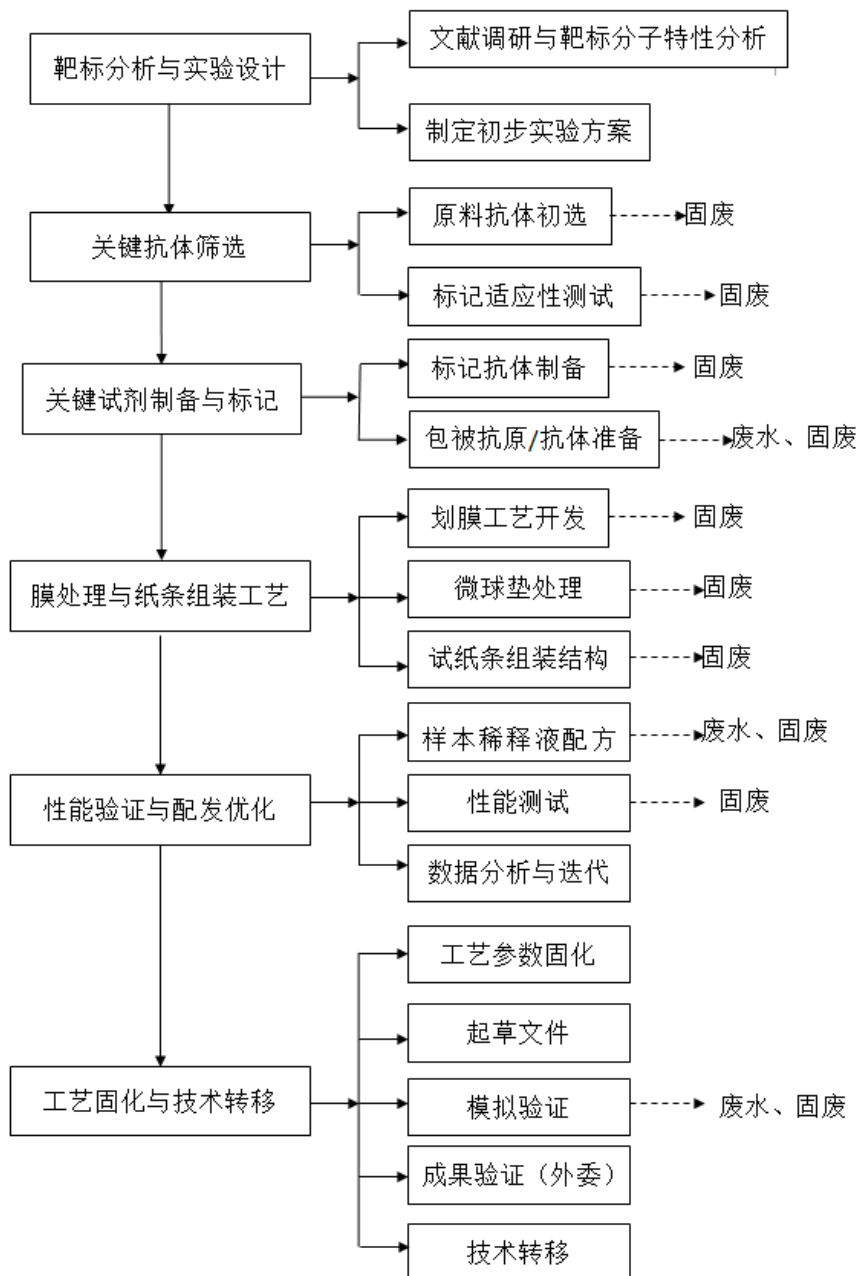 靶标分析与实验设计
文献调研与靶标分子特性分析
制定初步实验方案
关键抗体筛选
原料抗体初选
固废
标记适应性测试
固废
关键试剂制备与标记
标记抗体制备
固废
包被抗原/抗体准备
废水、固废
膜处理与纸条组装工艺
划膜工艺开发
固废
微球垫处理
固废
试纸条组装结构
固废
性能验证与配发优化
样本稀释液配方
废水、固废
性能测试
固废
数据分析与迭代
工艺固化与技术转移
工艺参数固化
起草文件
模拟验证
废水、固废
成果验证（外委）
技术转移